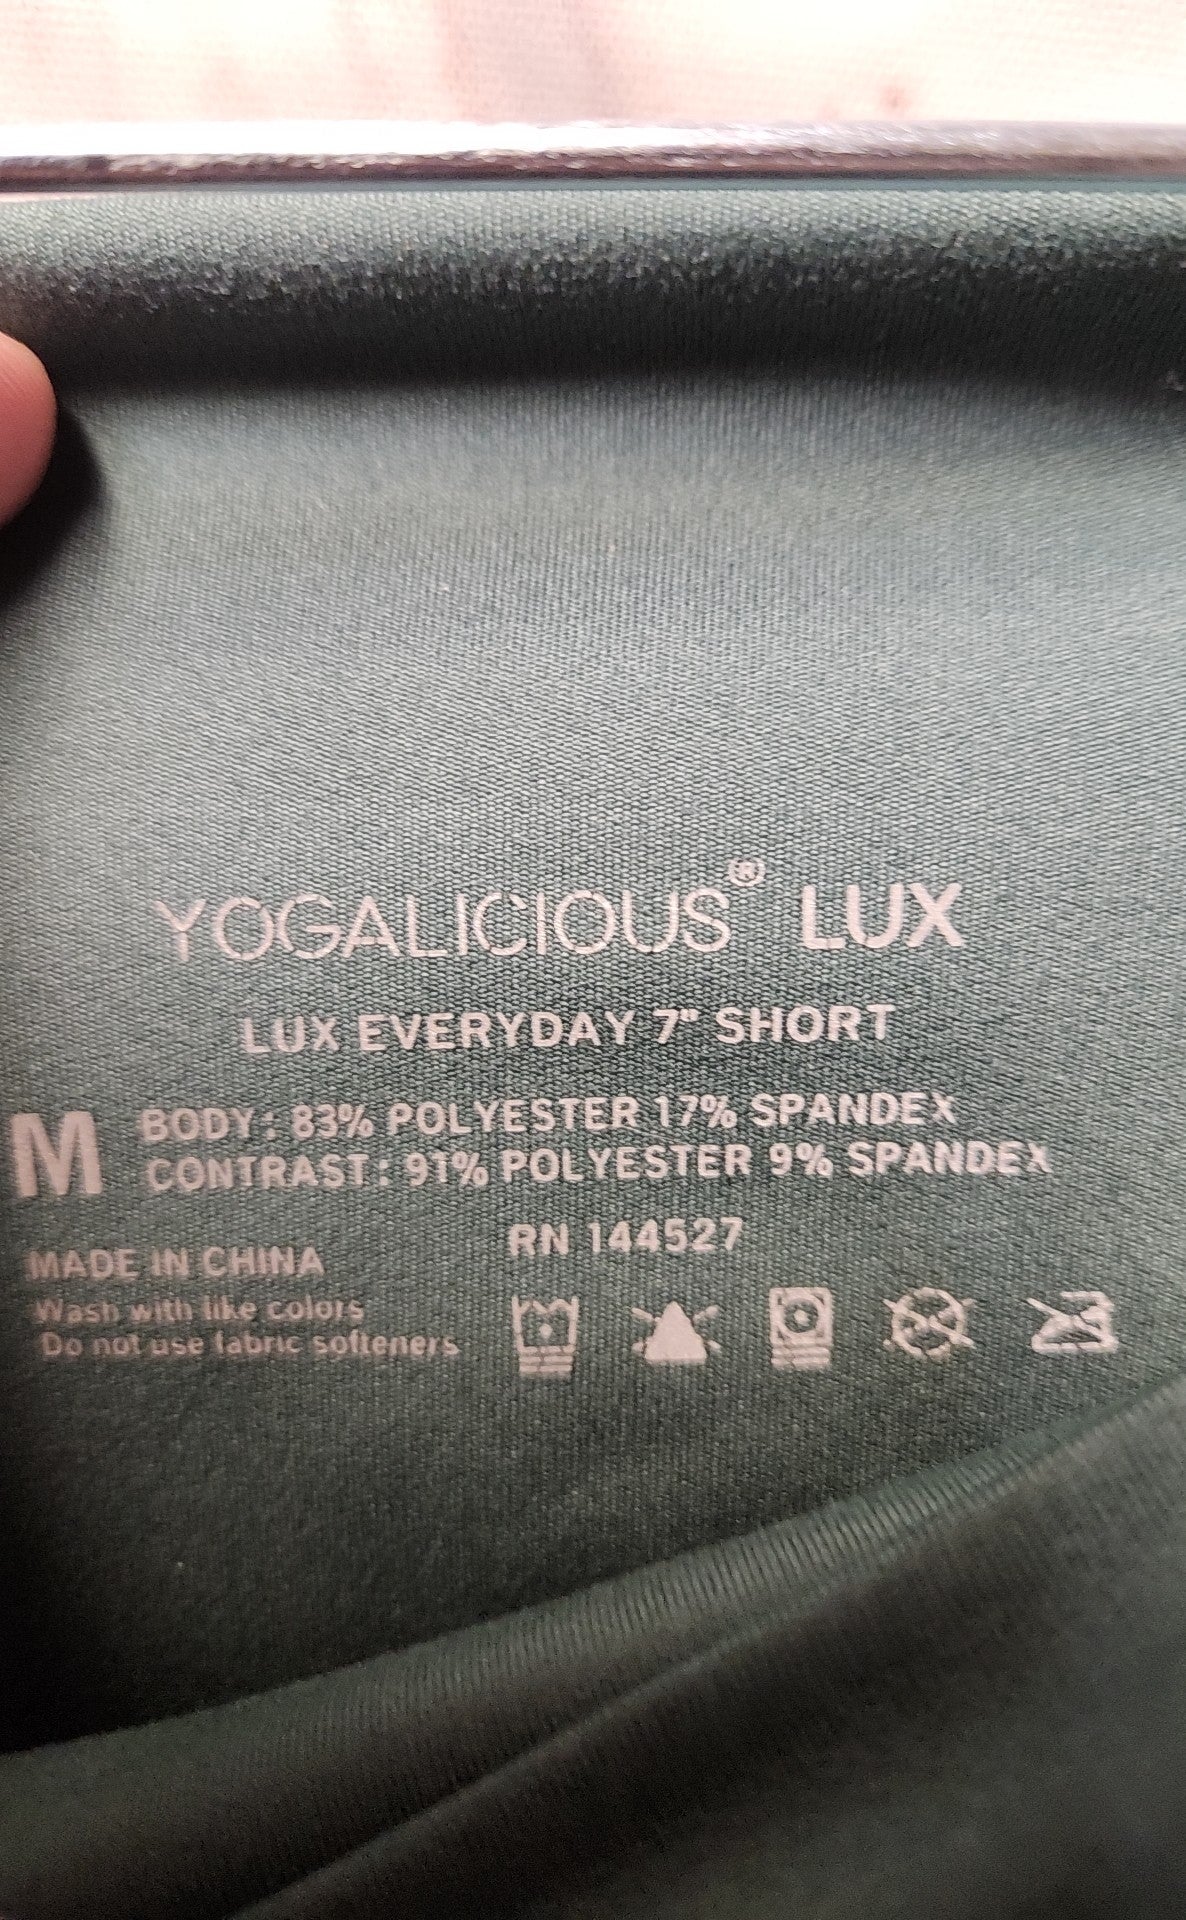 YOGALICIOUS® LUX
LUX EVERYDAY 7" SHORT
M
BODY: 83% POLYESTER 17% SPANDEX
CONTRAST: 91% POLYESTER 9% SPANDEX
RN 144527
MADE IN CHINA
Wash with like colors
Do not use fabric softeners